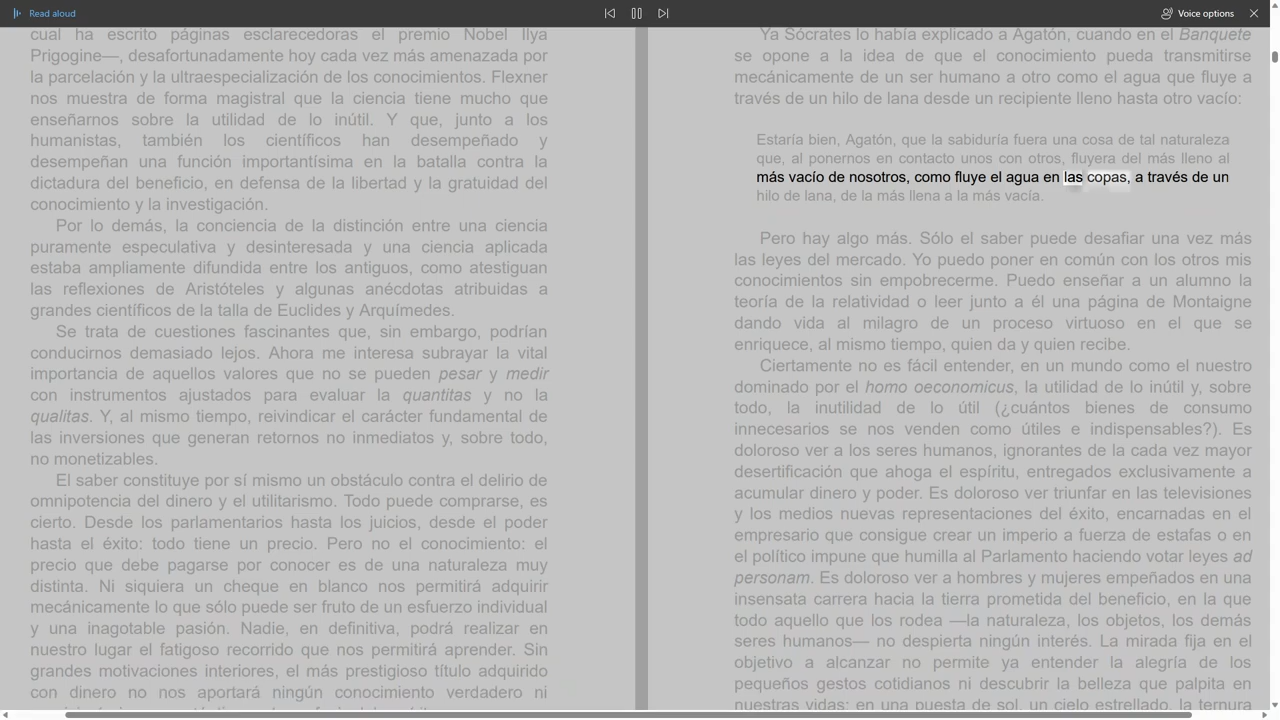 Read aloud
Voice options
cual ha escrito páginas esclarecedoras el premio Nobel Ilya
Prigogine—, desafortunadamente hoy cada vez más amenazada por
la parcelación y la ultraespecialización de los conocimientos. Flexner
nos muestra de forma magistral que la ciencia tiene mucho que
enseñarnos sobre la utilidad de lo inútil. Y que, junto a los
humanistas, también los científicos han desempeñado y
desempeñan una función importantísima en la batalla contra la
dictadura del beneficio, en defensa de la libertad y la gratuidad del
conocimiento y la investigación.
Por lo demás, la conciencia de la distinción entre una ciencia
puramente especulativa y desinteresada y una ciencia aplicada
estaba ampliamente difundida entre los antiguos, como atestiguan
las reflexiones de Aristóteles y algunas anécdotas atribuidas a
grandes científicos de la talla de Euclides y Arquímedes.
Se trata de cuestiones fascinantes que, sin embargo, podrían
conducirnos demasiado lejos. Ahora me interesa subrayar la vital
importancia de aquellos valores que no se pueden pesar y medir
con instrumentos ajustados para evaluar la quantitas y no la
qualitas. Y, al mismo tiempo, reivindicar el carácter fundamental de
las inversiones que generan retornos no inmediatos y, sobre todo,
no monetizables.
El saber constituye por sí mismo un obstáculo contra el delirio de
omnipotencia del dinero y el utilitarismo. Todo puede comprarse, es
cierto. Desde los parlamentarios hasta los juicios, desde el poder
hasta el éxito: todo tiene un precio. Pero no el conocimiento: el
precio que debe pagarse por conocer es de una naturaleza muy
distinta. Ni siquiera un cheque en blanco nos permitirá adquirir
mecánicamente lo que sólo puede ser fruto de un esfuerzo individual
y una inagotable pasión. Nadie, en definitiva, podrá realizar en
nuestro lugar el fatigoso recorrido que nos permitirá aprender. Sin
grandes motivaciones interiores, el más prestigioso título adquirido
con dinero no nos aportará ningún conocimiento verdadero ni
Ya Sócrates lo había explicado a Agatón, cuando en el Banquete
se opone a la idea de que el conocimiento pueda transmitirse
mecánicamente de un ser humano a otro como el agua que fluye a
través de un hilo de lana desde un recipiente lleno hasta otro vacío:
Estaría bien, Agatón, que la sabiduría fuera una cosa de tal naturaleza
que, al ponernos en contacto unos con otros, fluyera del más lleno al
más vacío de nosotros, como fluye el agua en las copas, a través de un
hilo de lana, de la más llena a la más vacía.
Pero hay algo más. Sólo el saber puede desafiar una vez más
las leyes del mercado. Yo puedo poner en común con los otros mis
conocimientos sin empobrecerme. Puedo enseñar a un alumno la
teoría de la relatividad o leer junto a él una página de Montaigne
dando vida al milagro de un proceso virtuoso en el que se
enriquece, al mismo tiempo, quien da y quien recibe.
Ciertamente no es fácil entender, en un mundo como el nuestro
dominado por el homo oeconomicus, la utilidad de lo inútil y, sobre
todo, la inutilidad de lo útil (¿cuántos bienes de consumo
innecesarios se nos venden como útiles e indispensables?). Es
doloroso ver a los seres humanos, ignorantes de la cada vez mayor
desertificación que ahoga el espíritu, entregados exclusivamente a
acumular dinero y poder. Es doloroso ver triunfar en las televisiones
y los medios nuevas representaciones del éxito, encarnadas en el
empresario que consigue crear un imperio a fuerza de estafas o en
el político impune que humilla al Parlamento haciendo votar leyes ad
personam. Es doloroso ver a hombres y mujeres empeñados en una
insensata carrera hacia la tierra prometida del beneficio, en la que
todo aquello que los rodea —la naturaleza, los objetos, los demás
seres humanos— no despierta ningún interés. La mirada fija en el
objetivo a alcanzar no permite ya entender la alegría de los
pequeños gestos cotidianos ni descubrir la belleza que palpita en
nuestras vidas: en una puesta de sol, un cielo estrellado, la ternura